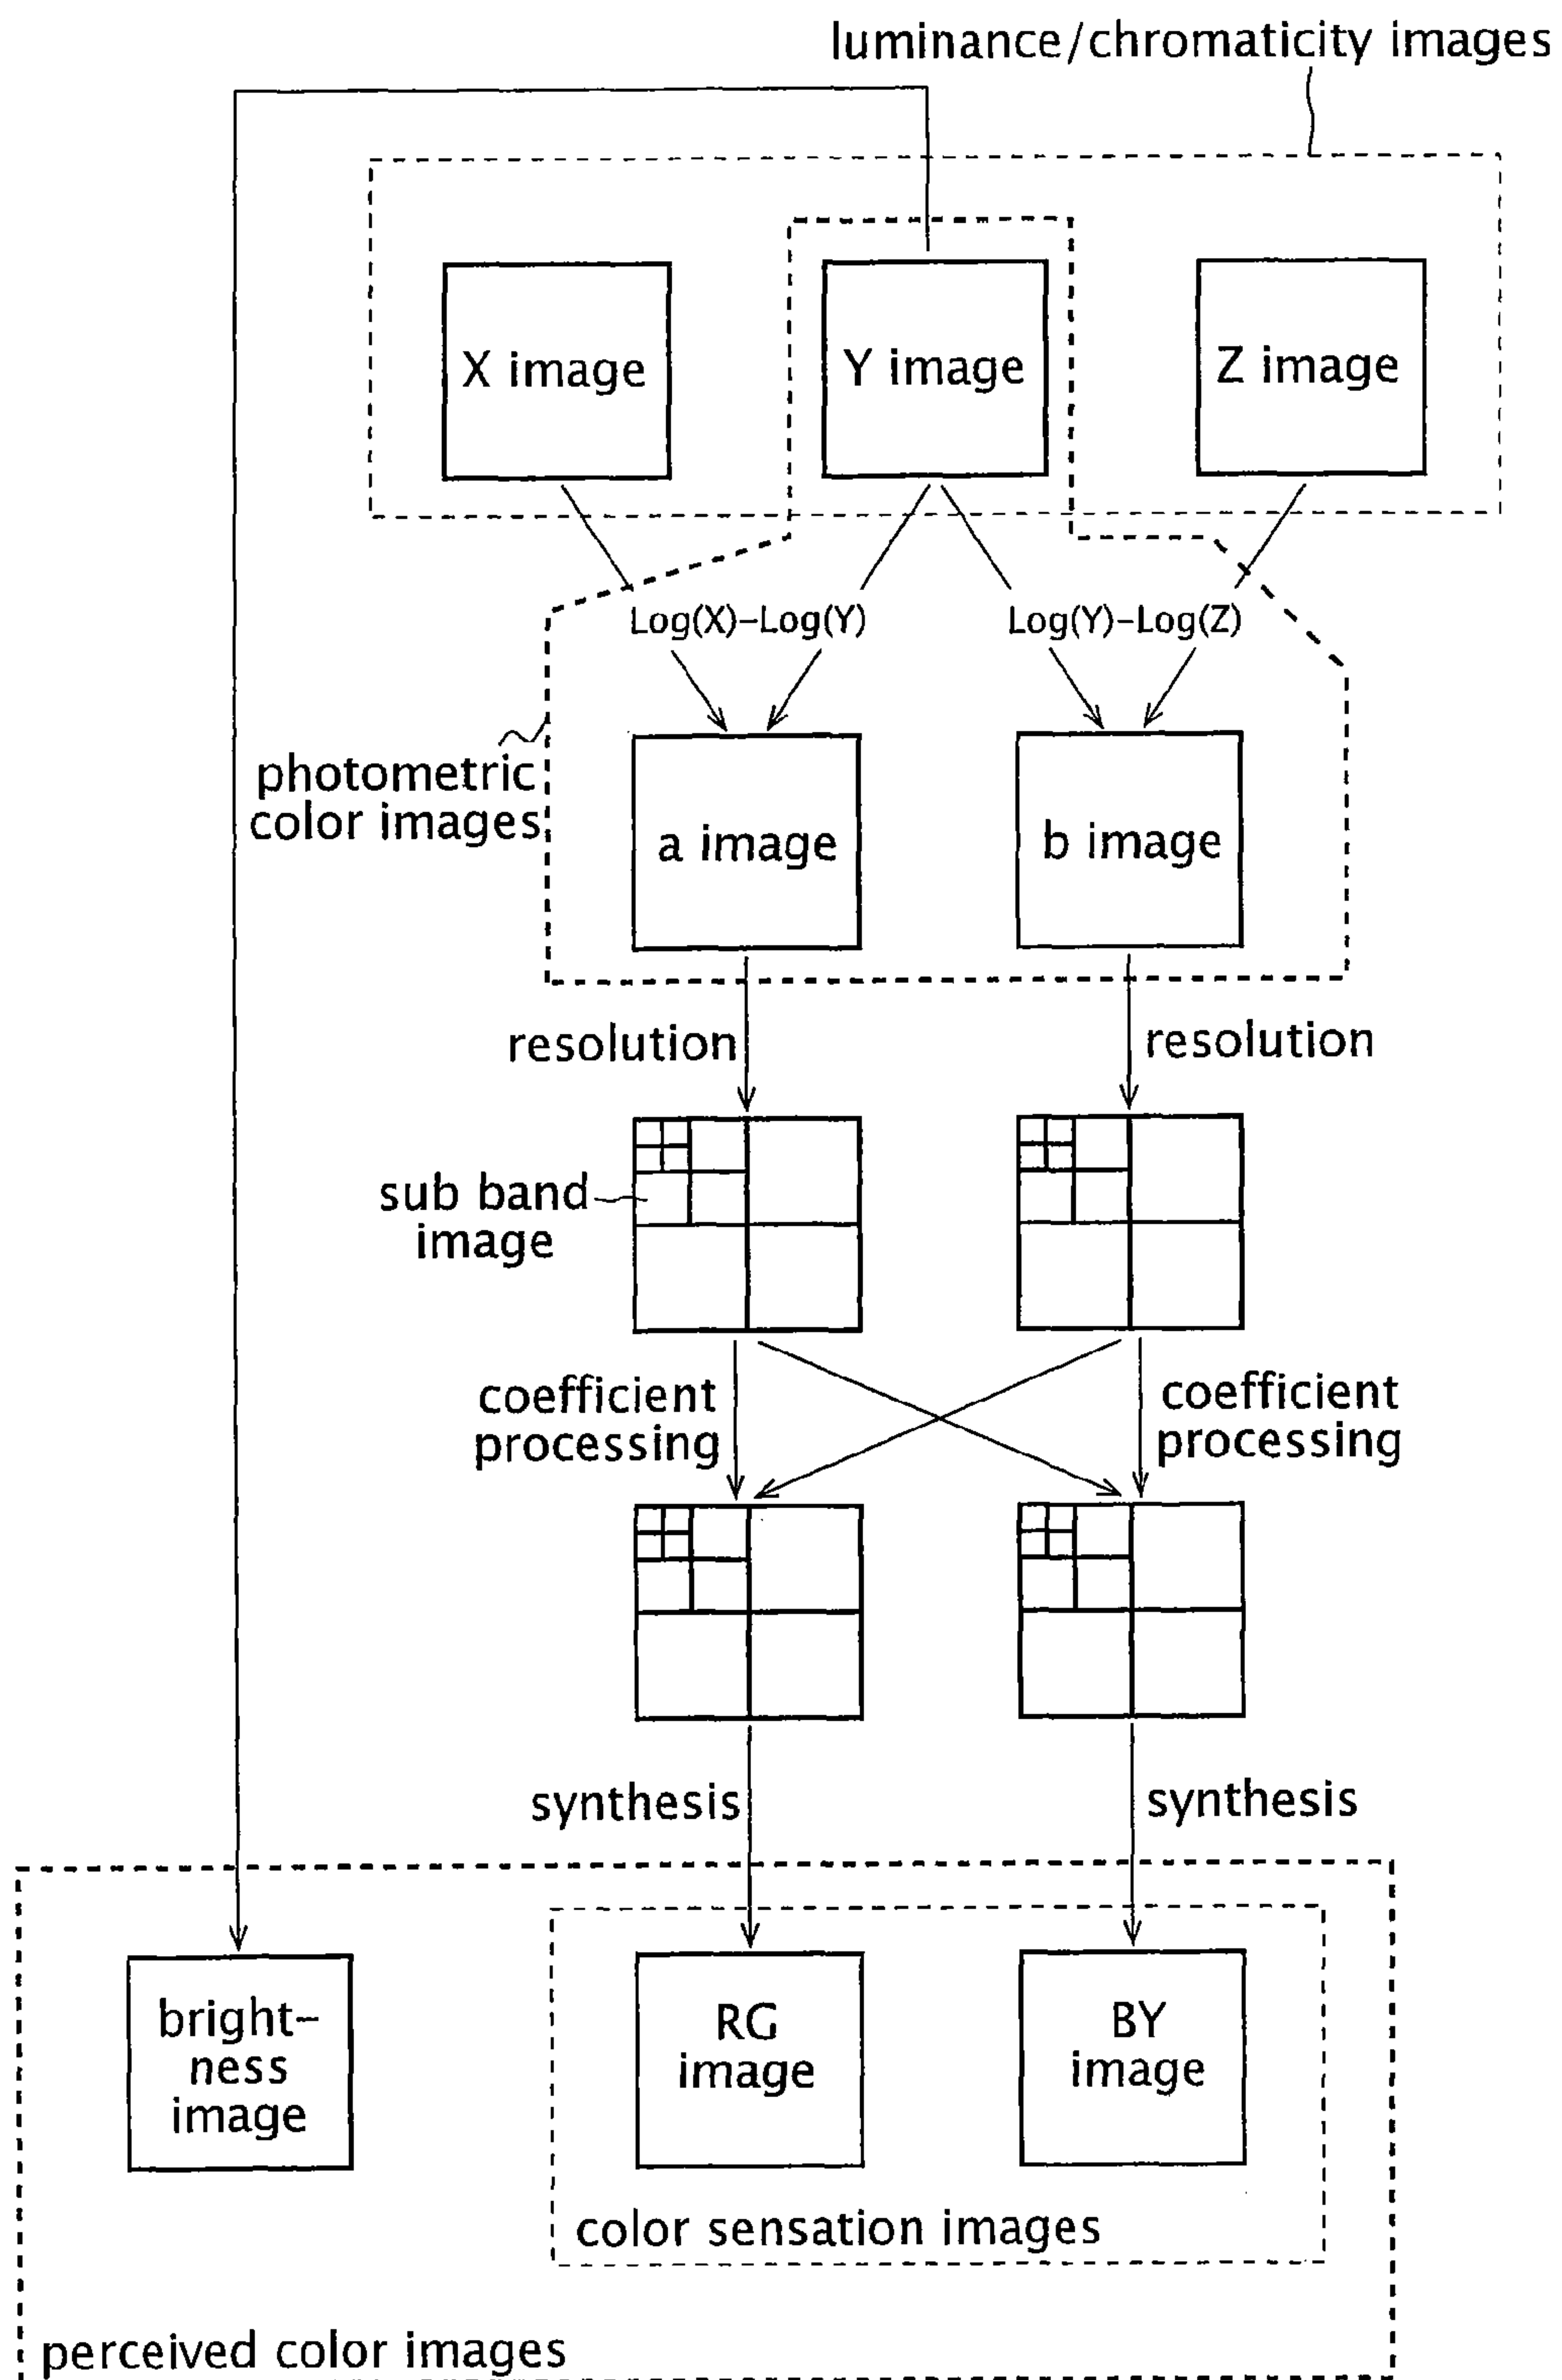 luminance/chromaticity images
X image
Y image
Z image
Log(X)-Log(Y)
Log(Y)-Log(Z)
photometric
color images
a image
b image
resolution
resolution
sub band
image
coefficient
processing
coefficient
processing
synthesis
synthesis
bright-
ness
image
RG
image
BY
image
color sensation images
perceived color images